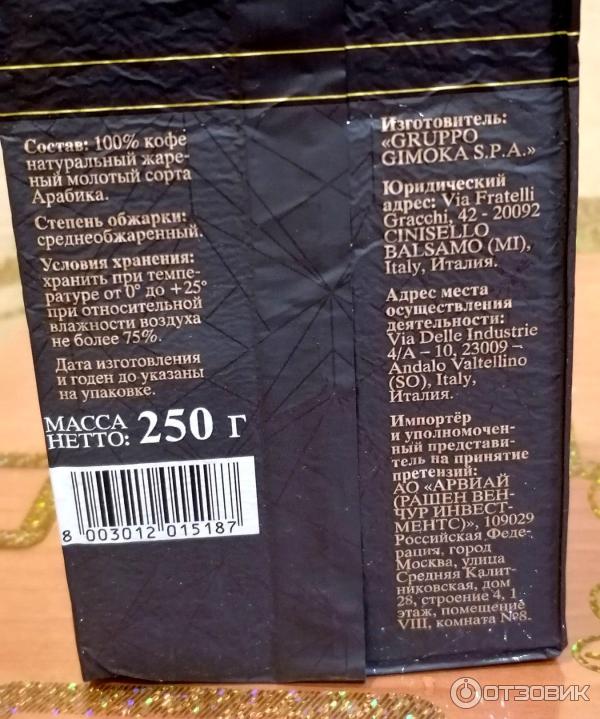 Состав: 100% кофе
натуральный жаре-
ный молотый сорта
Арабика.
Степень обжарки:
среднеобжаренный.
Условия хранения:
хранить при темпе-
ратуре от 0° до +25°
при относительной
влажности воздуха
не более 75%.
Дата изготовления
и годен до указаны
на упаковке.
МАССА
НЕТТО: 250 г
8 003012 015187
Изготовитель:
«GRUPPO
GIMOKA S.P.A.»
Юридический
адрес: Via Fratelli
Gracchi, 42 - 20092
CINISELLO
BALSAMO (MI),
Italy, Италия.
Адрес места
осуществления
деятельности:
Via Delle Industrie
4/A – 10, 23009 –
Andalo Valtellino
(SO), Italy,
Италия.
Импортёр
и уполномочен-
ный представи-
тель на принятие
претензий:
АО «АРВИАЙ
(РАШЕН ВЕН-
ЧУР ИНВЕСТ-
МЕНТС)», 109029
Российская Феде-
рация, город
Москва, улица
Средняя Калит-
никовская, дом
28, строение 4, 1
этаж, помещение
VIII, комната №8.
ОТЗОВИК